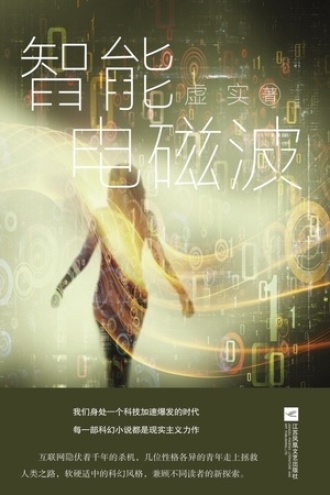 智能
虚 实 著
电磁波
我们身处一个科技加速爆发的时代
每一部科幻小说都是现实主义力作
互联网隐伏着千年的杀机，几位性格各异的青年走上拯救
人类之路，软硬适中的科幻风格，兼顾不同读者的新探索。
江苏凤凰文艺出版社